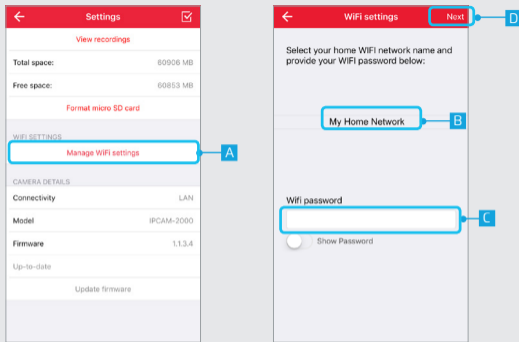 Settings
View recordings
Total space: 60906 MB
Free space: 60853 MB
Format micro SD card
WIFI SETTINGS
Manage WiFi settings
A
CAMERA DETAILS
Connectivity LAN
Model IPCAM-2000
Firmware 1.1.3.4
Up-to-date
Update firmware
WiFi settings Next
D
Select your home WIFI network name and
provide your WIFI password below:
My Home Network
B
Wifi password
C
Show Password